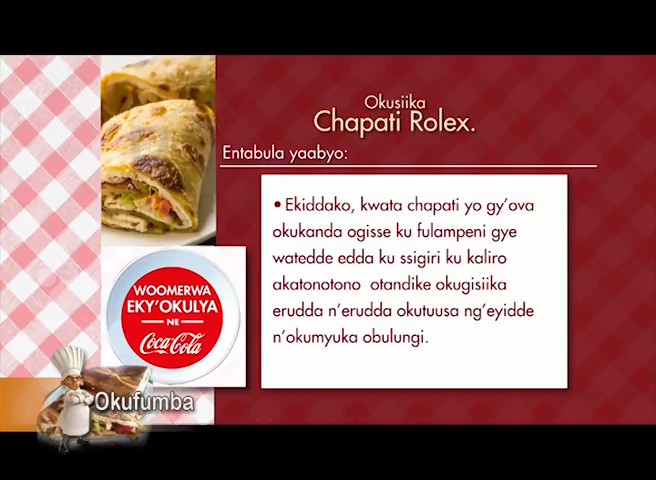 Okusiika
Chapati Rolex.
Entabula yaabyo:
• Ekiddako, kwata chapati yo gy'ova
okukanda ogisse ku fulampeni gye
watedde edda ku ssigiri ku kaliro
akatonotono otandike okugisiika
erudda n'erudda okutuusa ng'eyidde
n'okumyuka obulungi.
WOOMERWA
EKY'OKULYA
NE
Coca-Cola
Okufumba